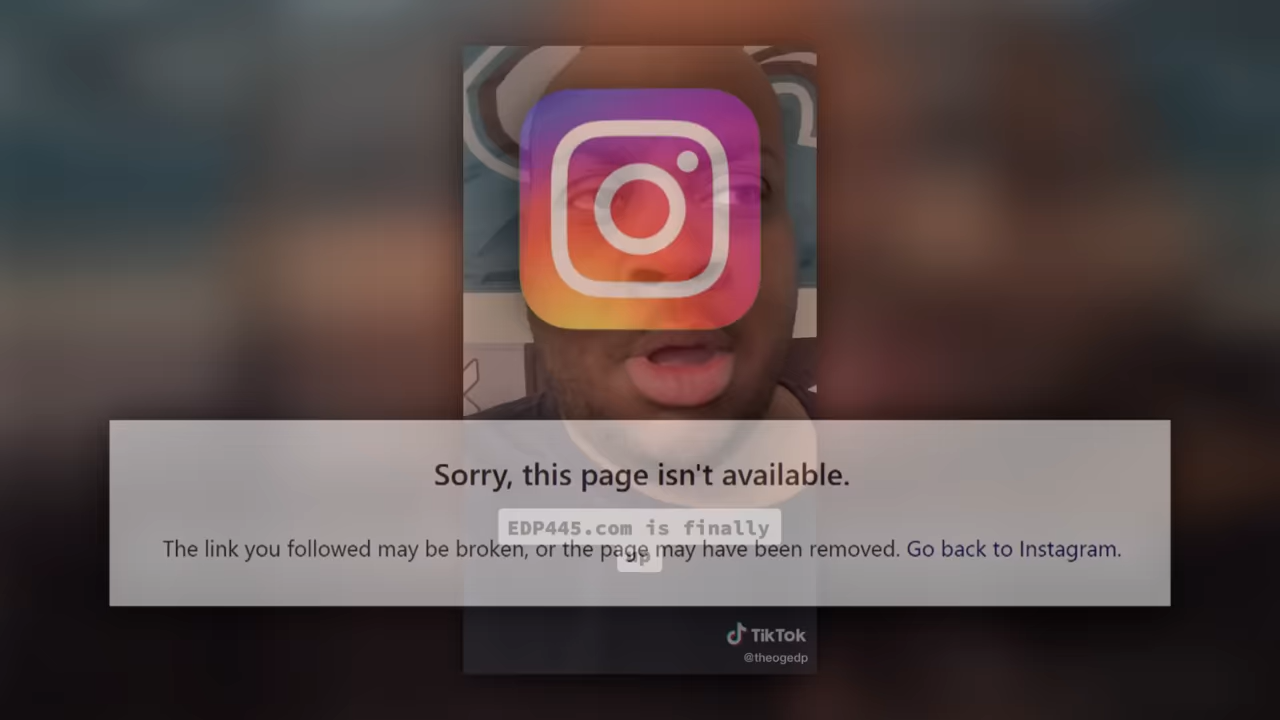 Sorry, this page isn't available.
EDP445.com is finally
The link you followed may be broken, or the page may have been removed. Go back to Instagram.
up
TikTok
@theogedp